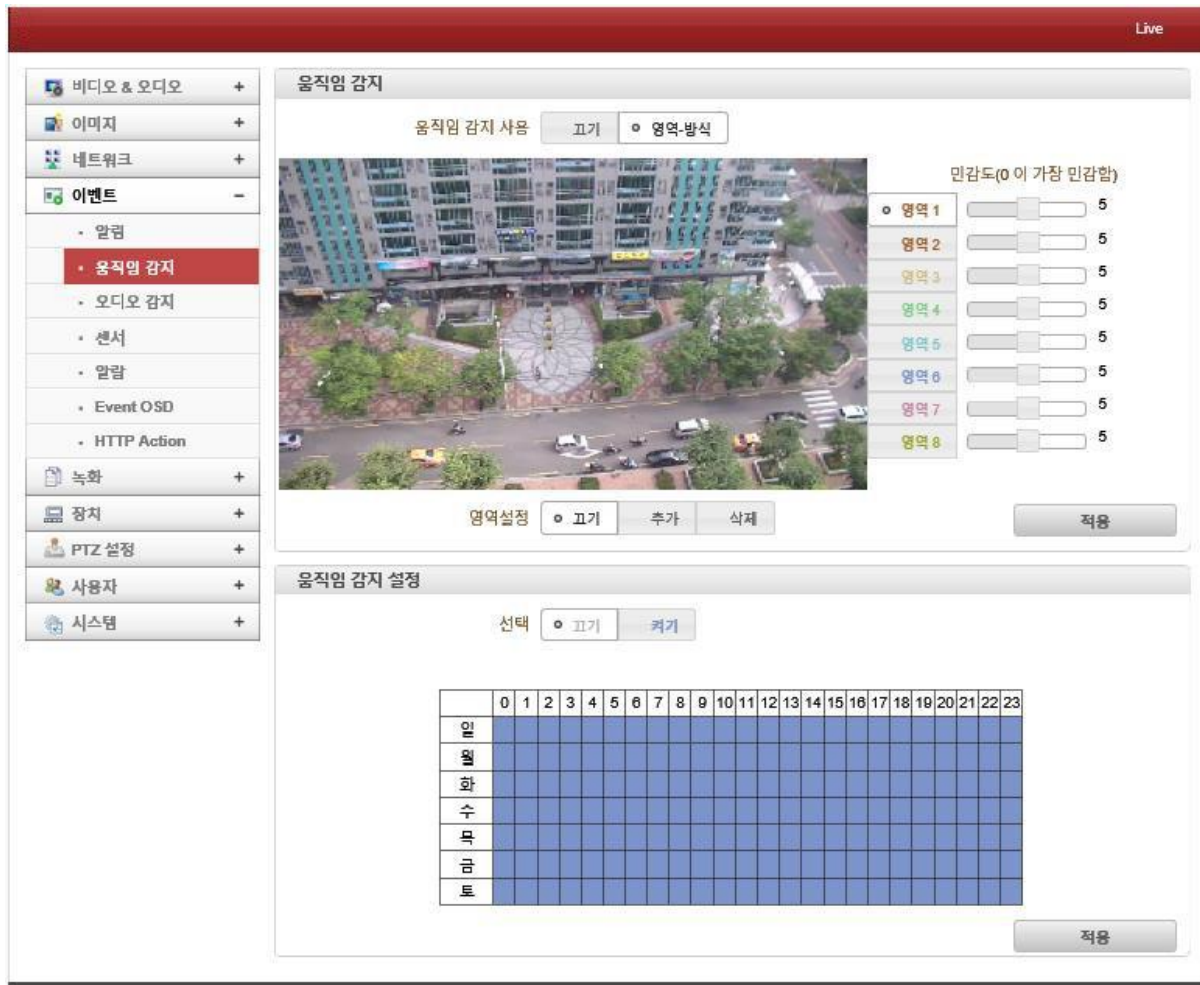 Live
비디오 & 오디오 +
이미지 +
네트워크 +
이벤트 -
알림
움직임 감지
오디오 감지
센서
알람
Event OSD
HTTP Action
녹화 +
장치 +
PTZ 설정 +
사용자 +
시스템 +
움직임 감지
움직임 감지 사용 끄기 영역-방식
민감도(0 이 가장 민감함)
영역 1 5
영역 2 5
영역 3 5
영역 4 5
영역 5 5
영역 6 5
영역 7 5
영역 8 5
영역설정 끄기 추가 삭제
적용
움직임 감지 설정
선택 끄기 켜기
0 1 2 3 4 5 6 7 8 9 10 11 12 13 14 15 16 17 18 19 20 21 22 23
일
월
화
수
목
금
토
적용